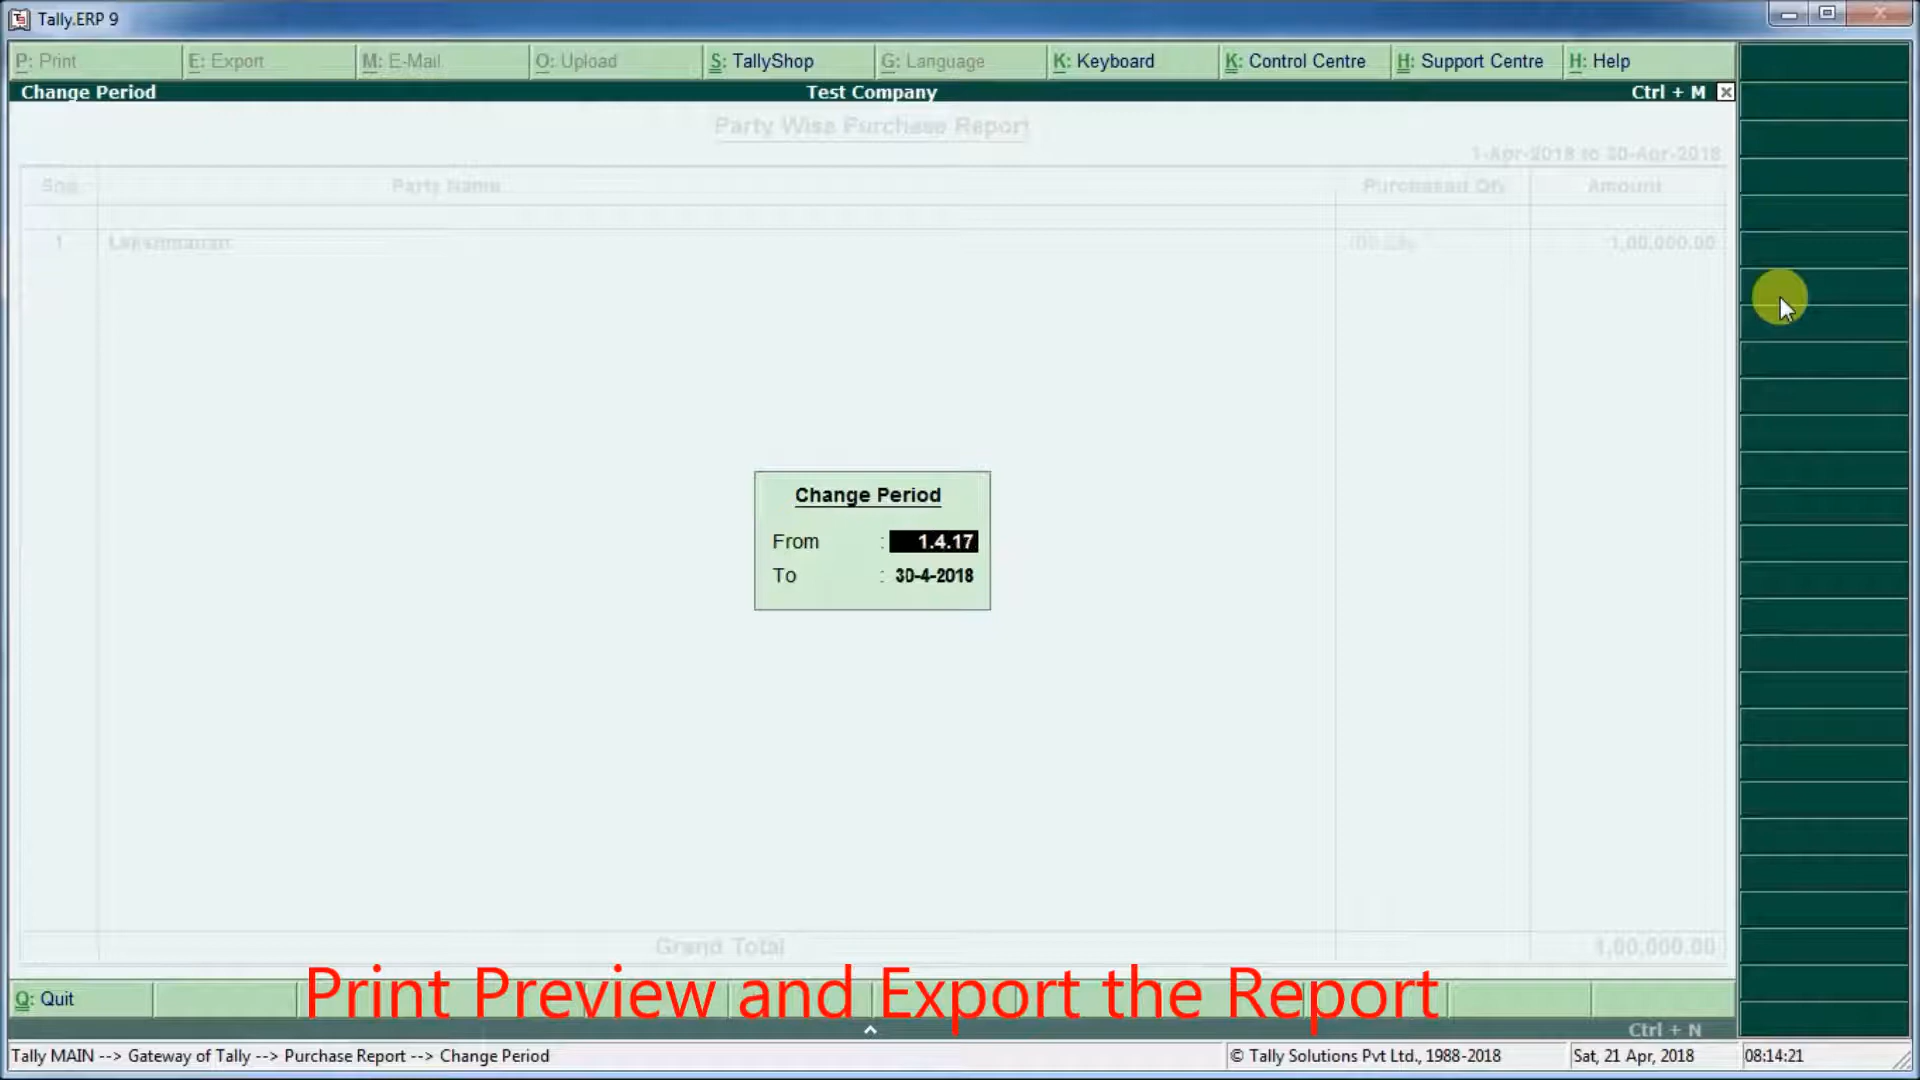 Tally.ERP 9
P: Print E: Export M: E-Mail O: Upload S: TallyShop G: Language K: Keyboard K: Control Centre H: Support Centre H: Help
Change Period Test Company Ctrl + M
Party Wise Purchase Report
1-Apr-2018 to 30-Apr-2018
Sno Party Name Purchased Qty Amount
1 Lakshmanan 1,00,000.00
Change Period
From : 1.4.17
To : 30-4-2018
Grand Total 1,00,000.00
Q: Quit
Print Preview and Export the Report
Ctrl + N
Tally MAIN --> Gateway of Tally --> Purchase Report --> Change Period © Tally Solutions Pvt Ltd., 1988-2018 Sat, 21 Apr, 2018 08:14:21